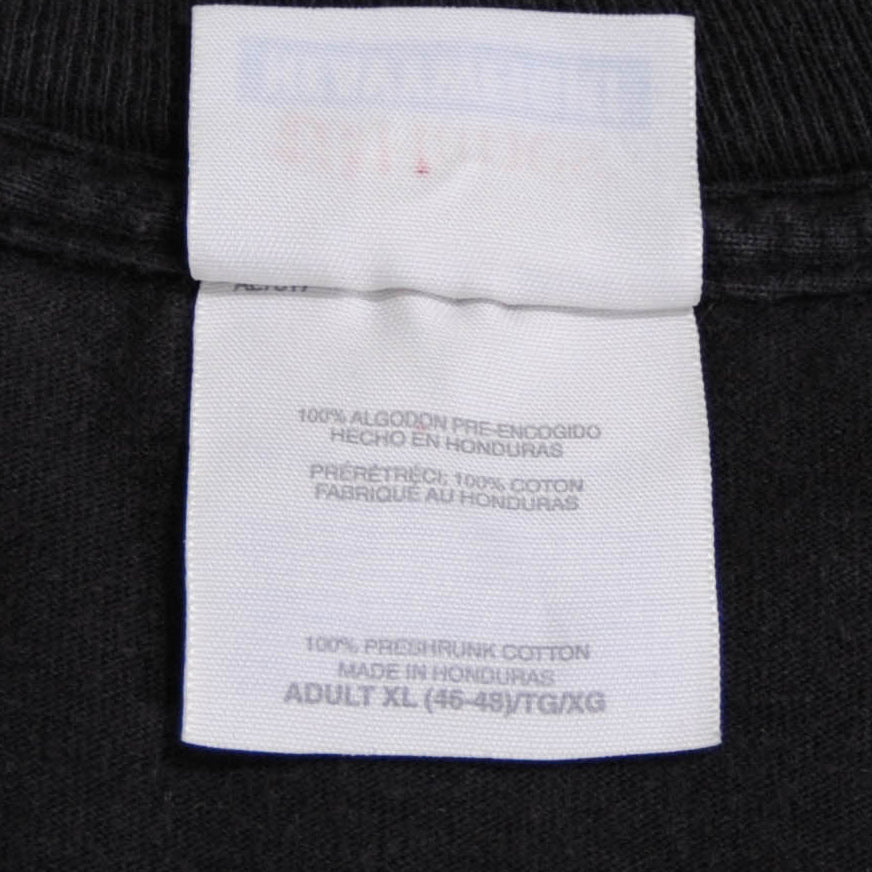 100% ALGODON PRE-ENCOGIDO
HECHO EN HONDURAS
PRÉRÉTRÉCI; 100% COTON
FABRIQUÉ AU HONDURAS
100% PRESHRUNK COTTON
MADE IN HONDURAS
ADULT XL (46-48)/TG/XG